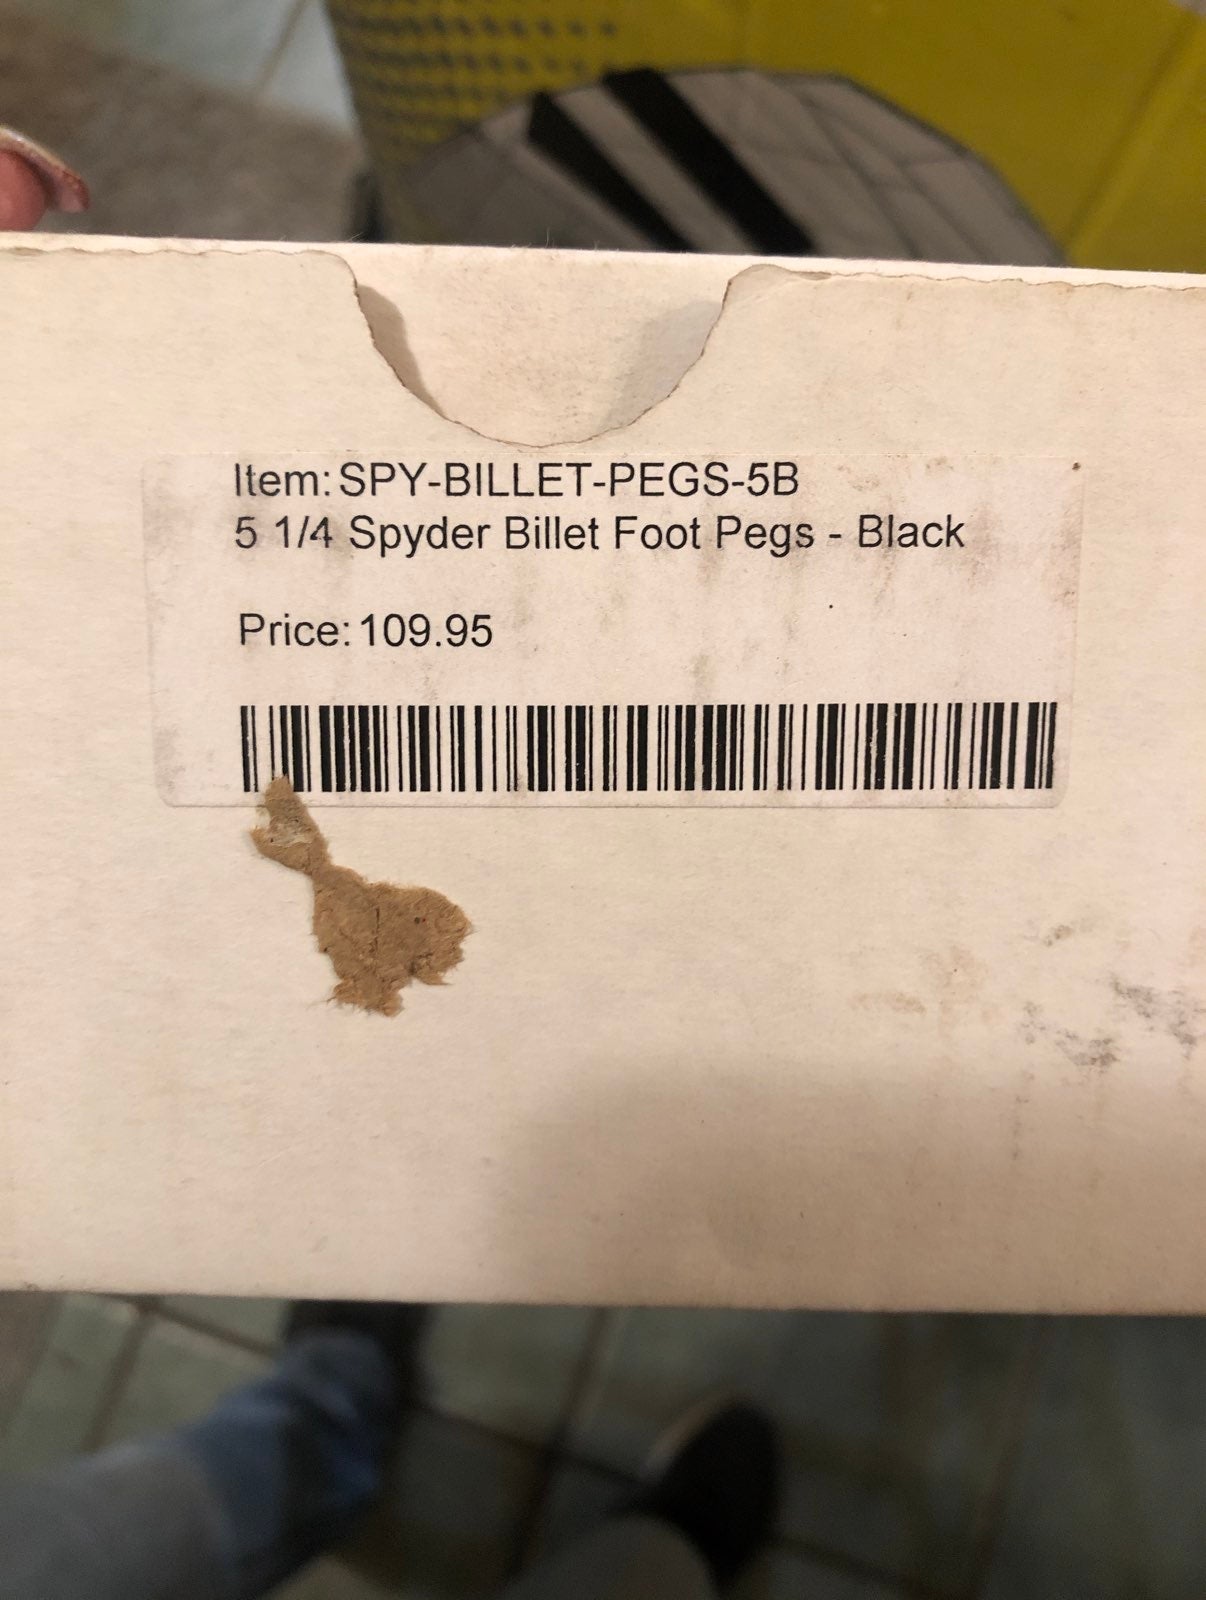 Item: SPY-BILLET-PEGS-5B
5 1/4 Spyder Billet Foot Pegs - Black
Price: 109.95